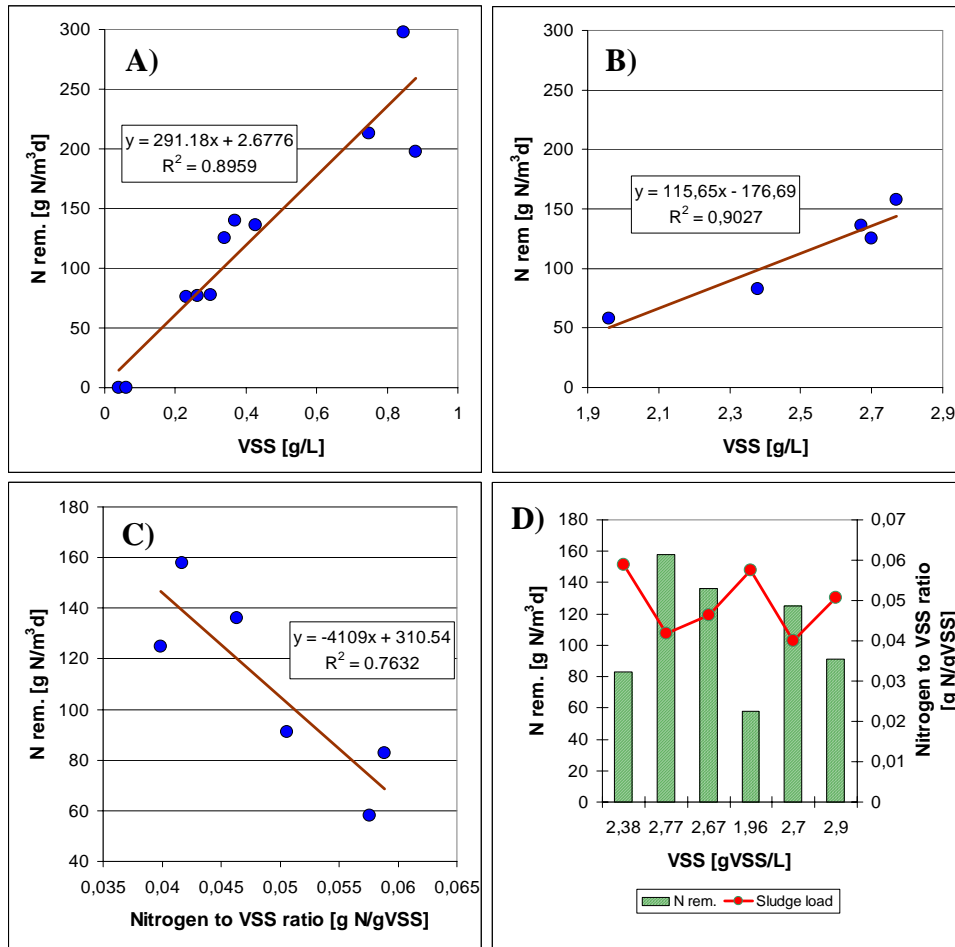 A)
N rem. [g N/m³d]
300
250
200
150
100
50
0
y = 291.18x + 2.6776
R² = 0.8959
0 0,2 0,4 0,6 0,8 1
VSS [g/L]
B)
N rem [g N/m³d]
300
250
200
150
100
50
0
y = 115,65x - 176,69
R² = 0,9027
1,9 2,1 2,3 2,5 2,7 2,9
VSS [g/L]
C)
N rem. [g N/m³d]
180
160
140
120
100
80
60
40
y = -4109x + 310.54
R² = 0.7632
0,035 0,04 0,045 0,05 0,055 0,06 0,065
Nitrogen to VSS ratio [g N/gVSS]
D)
N rem. [g N/m³d]
180
160
140
120
100
80
60
40
20
0
0,07
0,06
0,05
0,04
0,03
0,02
0,01
0
Nitrogen to VSS ratio
[g N/gVSS]
2,38 2,77 2,67 1,96 2,7 2,9
VSS [gVSS/L]
N rem. Sludge load